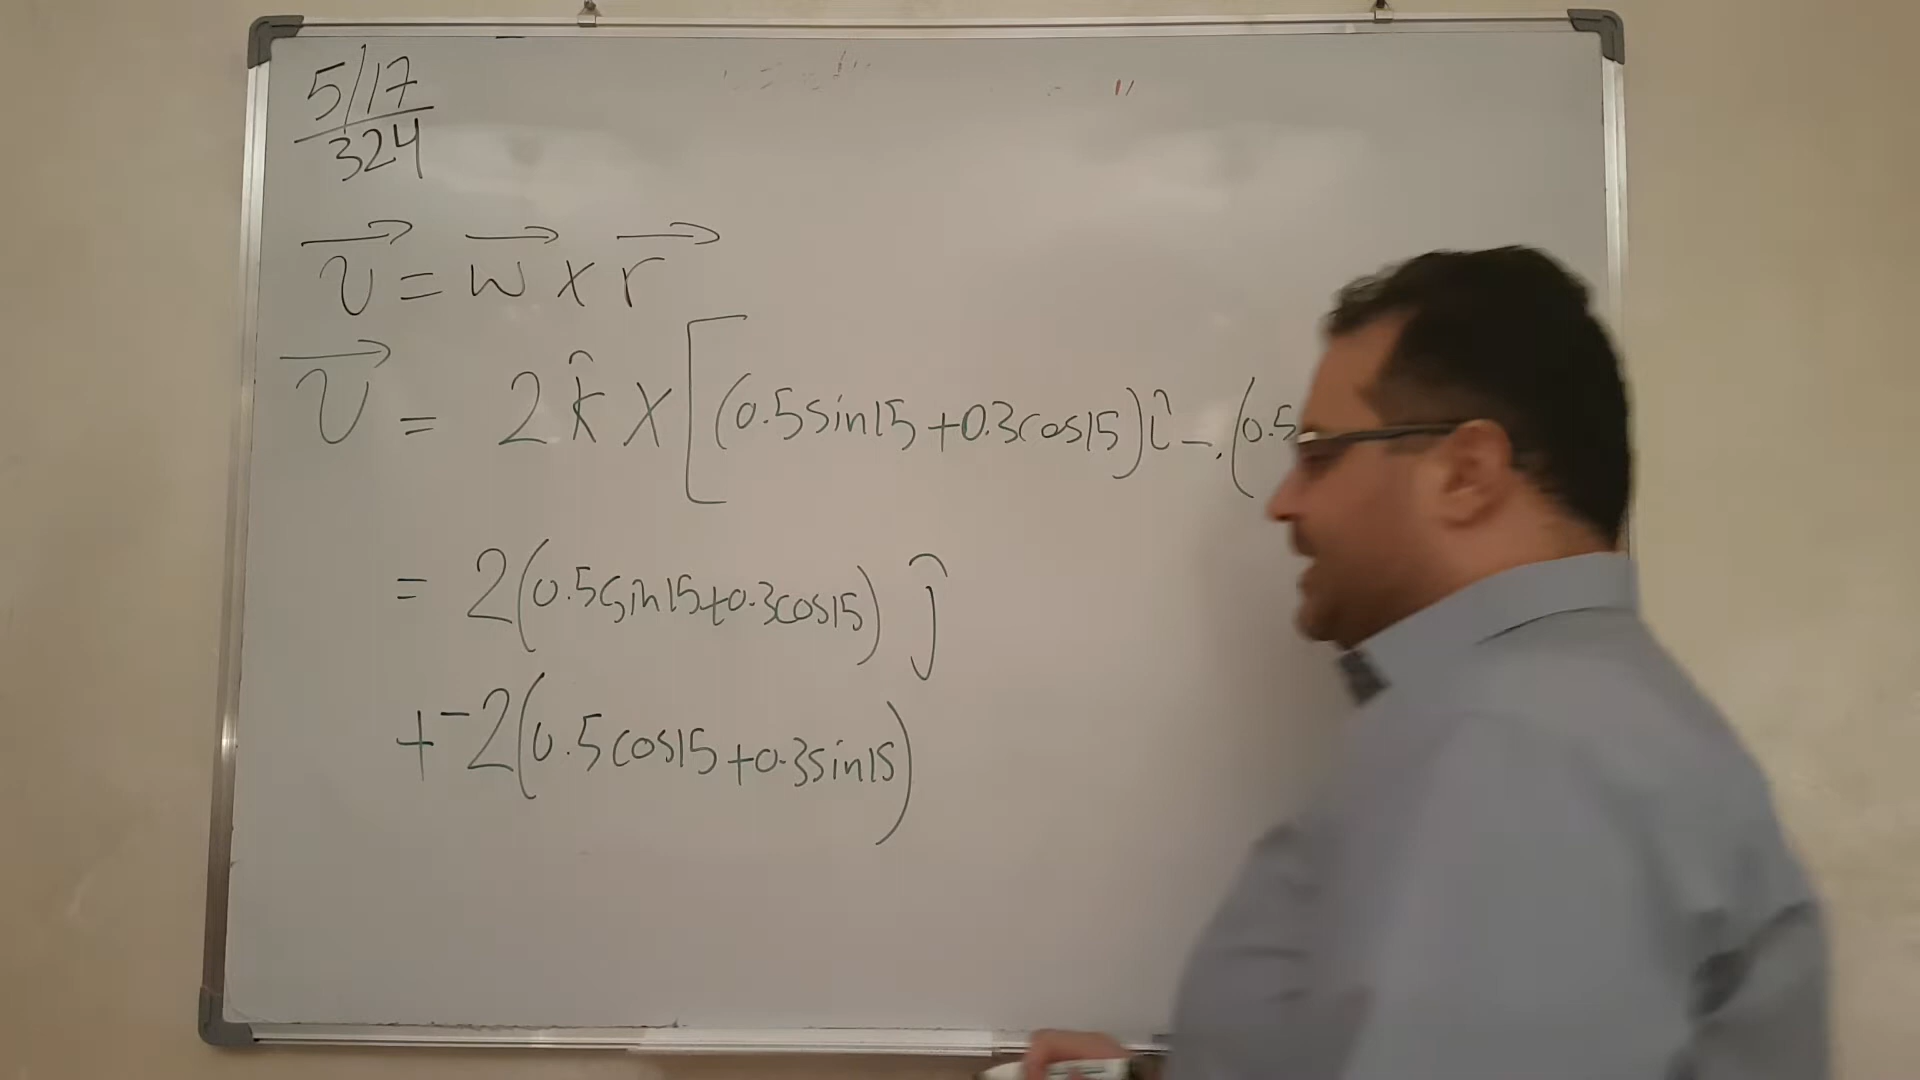 5/17
324
v = w x r
v = 2 k x [(0.5sin15+0.3cos15)i - (0.5
= 2(0.5sin15+0.3cos15) j
+ -2(0.5cos15+0.3sin15)